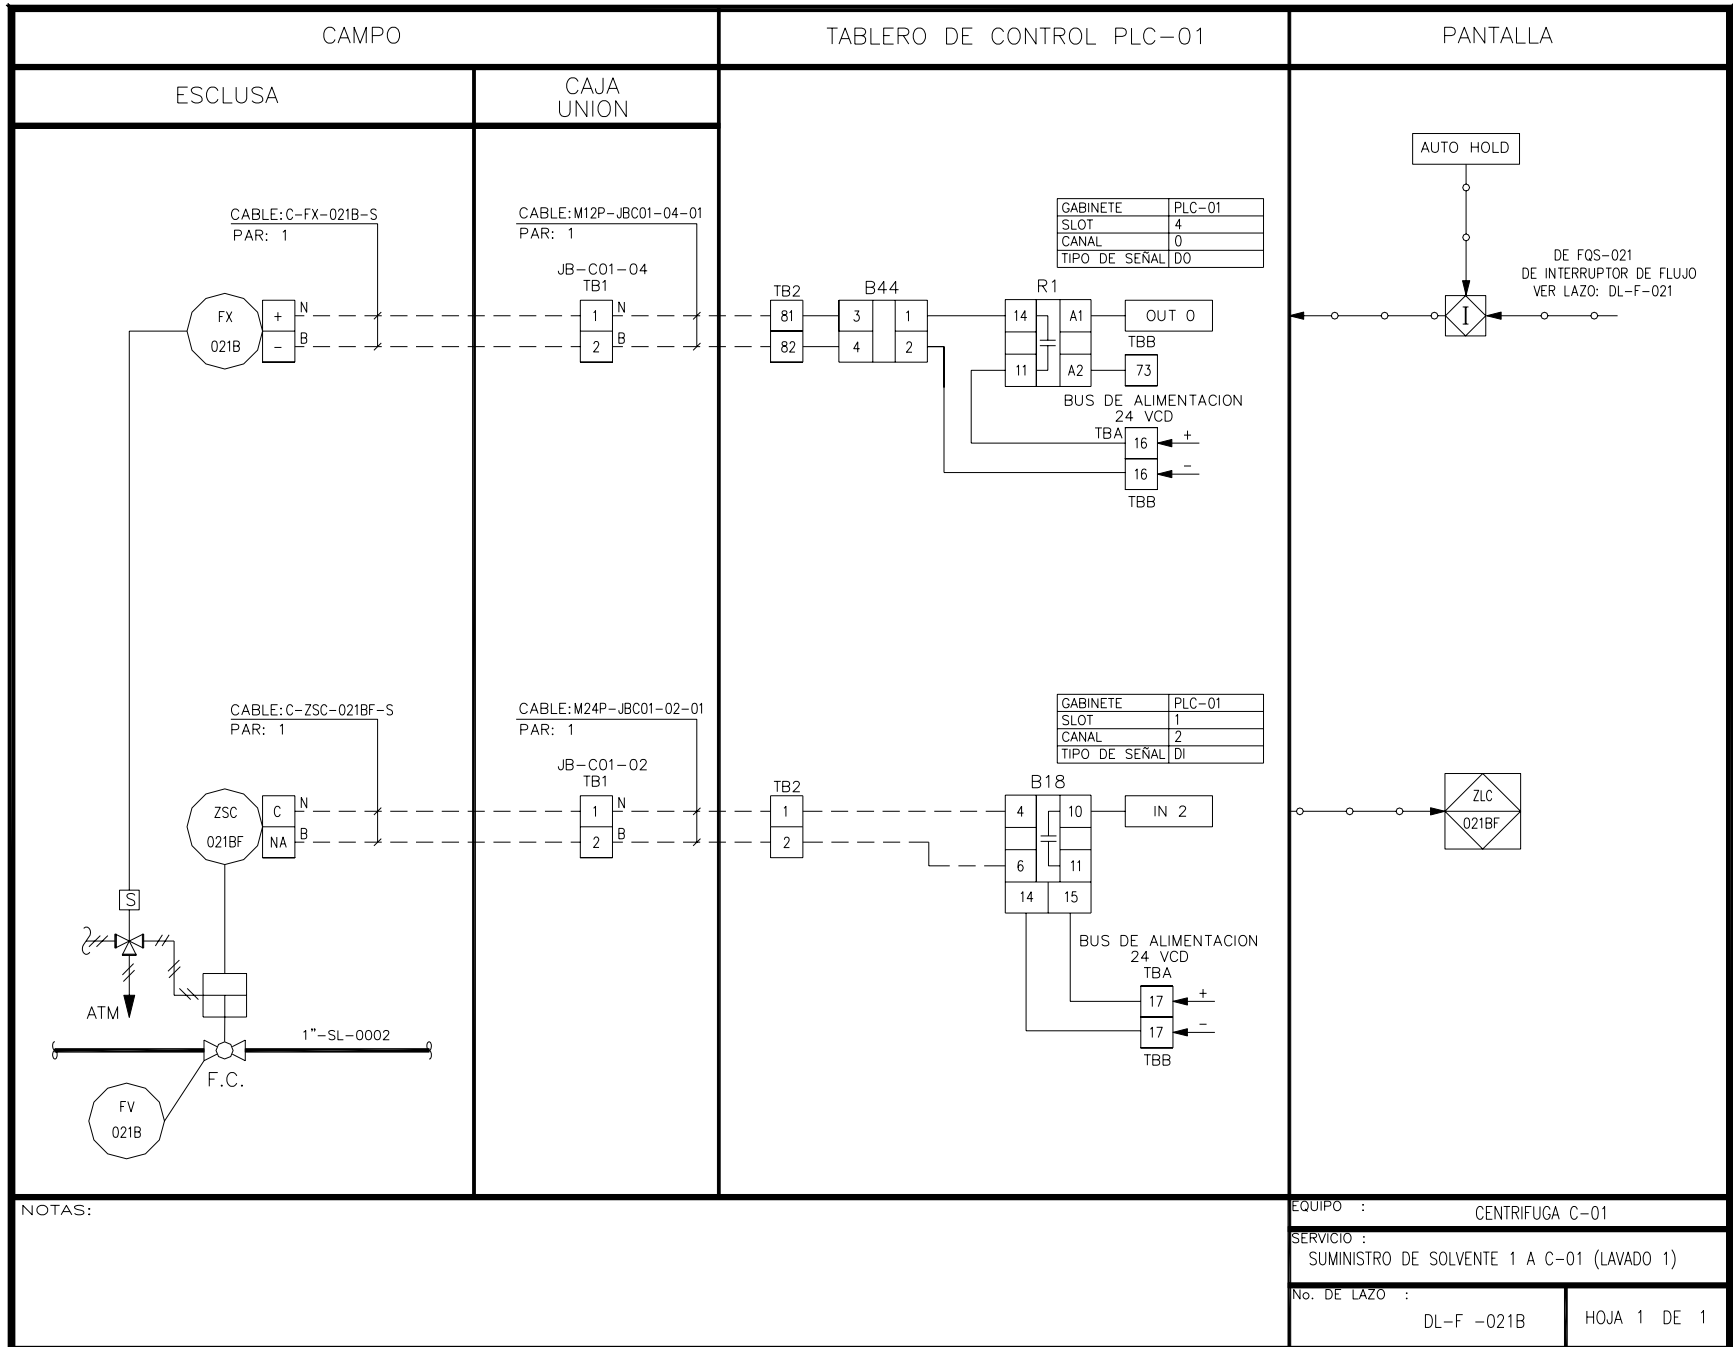 CAMPO
TABLERO DE CONTROL PLC-01
PANTALLA
ESCLUSA
CAJA
UNION
AUTO HOLD
CABLE:C-FX-021B-S
PAR: 1
CABLE:M12P-JBC01-04-01
PAR: 1
GABINETE PLC-01
SLOT 4
CANAL 0
TIPO DE SEÑAL DO
DE FQS-021
DE INTERRUPTOR DE FLUJO
VER LAZO: DL-F-021
JB-C01-04
TB1
TB2
B44
R1
FX
021B
+
-
N
B
1
2
N
B
81
82
3
4
1
2
14
11
A1
A2
OUT 0
TBB
73
I
BUS DE ALIMENTACION
24 VCD
TBA
16
+
16
-
TBB
CABLE:C-ZSC-021BF-S
PAR: 1
CABLE:M24P-JBC01-02-01
PAR: 1
GABINETE PLC-01
SLOT 1
CANAL 2
TIPO DE SEÑAL DI
JB-C01-02
TB1
TB2
B18
ZSC
021BF
C
NA
N
B
1
2
N
B
1
2
4
6
10
11
14
15
IN 2
ZLC
021BF
BUS DE ALIMENTACION
24 VCD
TBA
17
+
17
-
TBB
S
ATM
1"-SL-0002
F.C.
FV
021B
NOTAS:
EQUIPO :
CENTRIFUGA C-01
SERVICIO :
SUMINISTRO DE SOLVENTE 1 A C-01 (LAVADO 1)
No. DE LAZO :
DL-F -021B
HOJA 1 DE 1